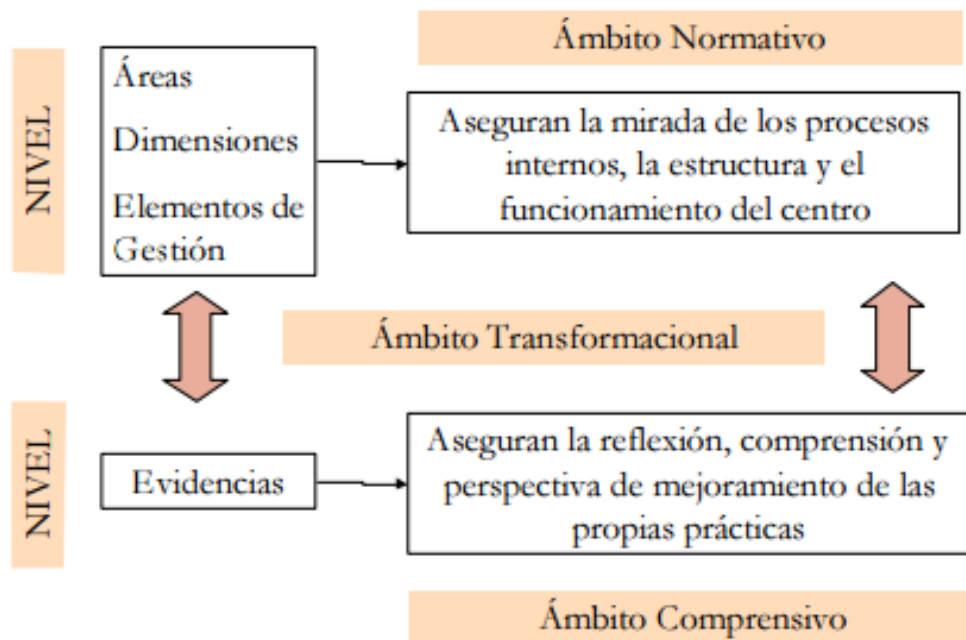 Ámbito Normativo
NIVEL
Áreas
Dimensiones
Elementos de
Gestión
Aseguran la mirada de los procesos
internos, la estructura y el
funcionamiento del centro
Ámbito Transformacional
NIVEL
Evidencias
Aseguran la reflexión, comprensión y
perspectiva de mejoramiento de las
propias prácticas
Ámbito Comprensivo